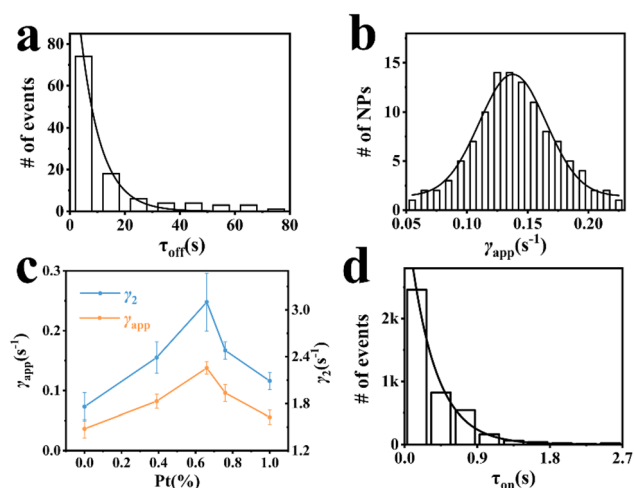 a
# of events
80
60
40
20
0
0 20 40 60 80
τoff(s)
b
# of NPs
15
10
5
0
0.05 0.10 0.15 0.20
γapp(s-1)
c
γapp(s-1)
0.3
0.2
0.1
0.0
γ2
γapp
3.0
2.4
1.8
1.2
γ2(s-1)
0.0 0.2 0.4 0.6 0.8 1.0
Pt(%)
d
# of events
2k
1k
0
0.0 0.9 1.8 2.7
τon(s)